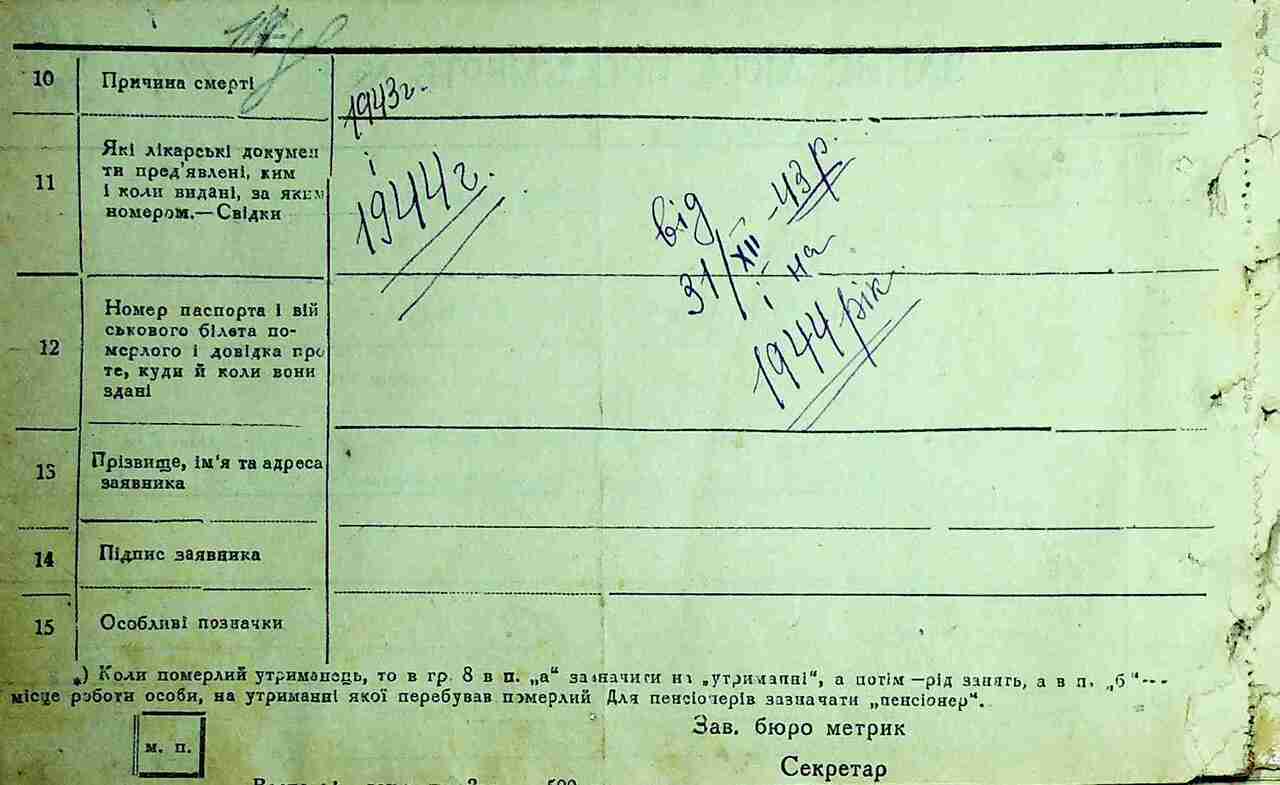 10 Причина смерті
1943г.
і
1944г.
11 Які лікарські докумен
ти пред'явлені, ким
і коли видані, за яким
номером.— Свідки
від
31/XII - 43 р.
і на
1944 рік
12 Номер паспорта і вій
ськового білета по-
мерлого і довідка про
те, куди й коли вони
здані
13 Прізвище, ім'я та адреса
заявника
14 Підпис заявника
15 Особливі позначки
*) Коли померлий утриманець, то в гр. 8 в п. „а“ зазначити на „утриманні“, а потім —рід занять, а в п. „б“---
місце роботи особи, на утриманні якої перебував померлий Для пенсіонерів зазначати „пенсіонер“.
Зав. бюро метрик
м. п.
Секретар